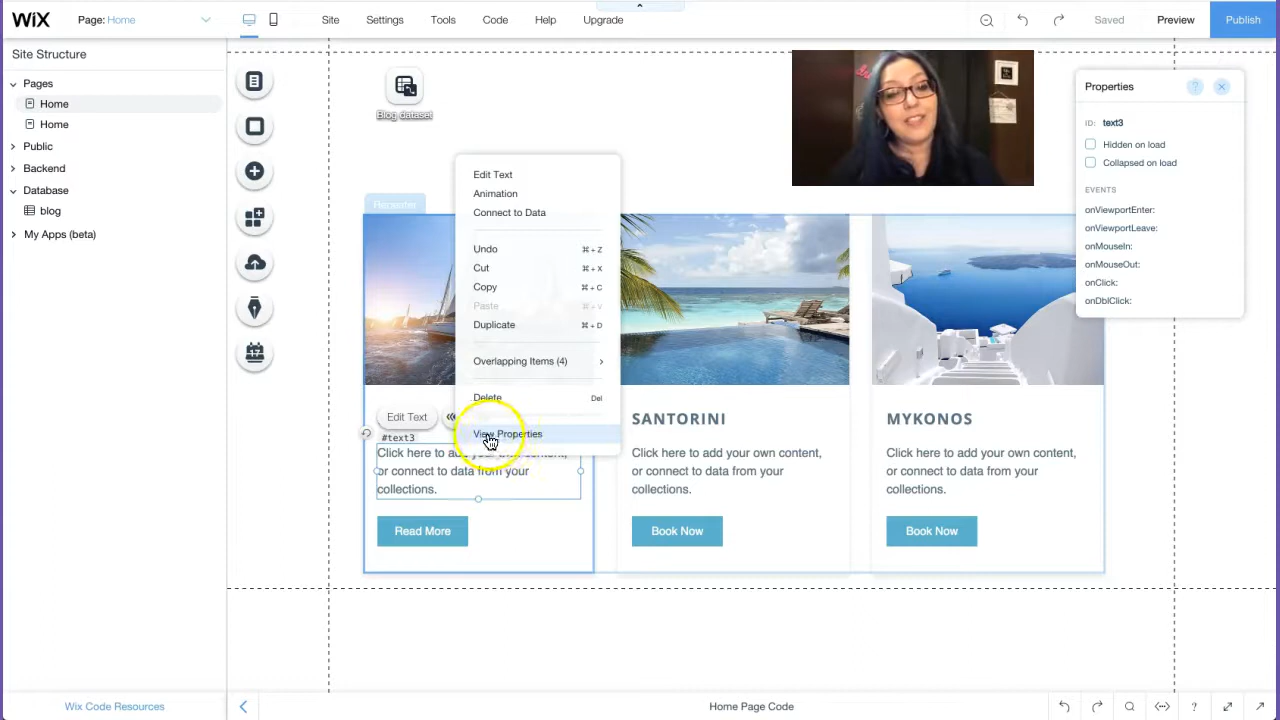 WiX
Page: Home
Site
Settings
Tools
Code
Help
Upgrade
Saved
Preview
Publish
Site Structure
Pages
Home
Home
Public
Backend
Database
blog
My Apps (beta)
Blog dataset
Repeater
Edit Text
Animation
Connect to Data
Undo ⌘ + Z
Cut ⌘ + X
Copy ⌘ + C
Paste ⌘ + V
Duplicate ⌘ + D
Overlapping Items (4)
Delete Del
View Properties
Properties
ID: text3
Hidden on load
Collapsed on load
EVENTS
onViewportEnter:
onViewportLeave:
onMouseIn:
onMouseOut:
onClick:
onDblClick:
Edit Text
#text3
Click here to add your own content,
or connect to data from your
collections.
Read More
SANTORINI
Click here to add your own content,
or connect to data from your
collections.
Book Now
MYKONOS
Click here to add your own content,
or connect to data from your
collections.
Book Now
17
Wix Code Resources
Home Page Code